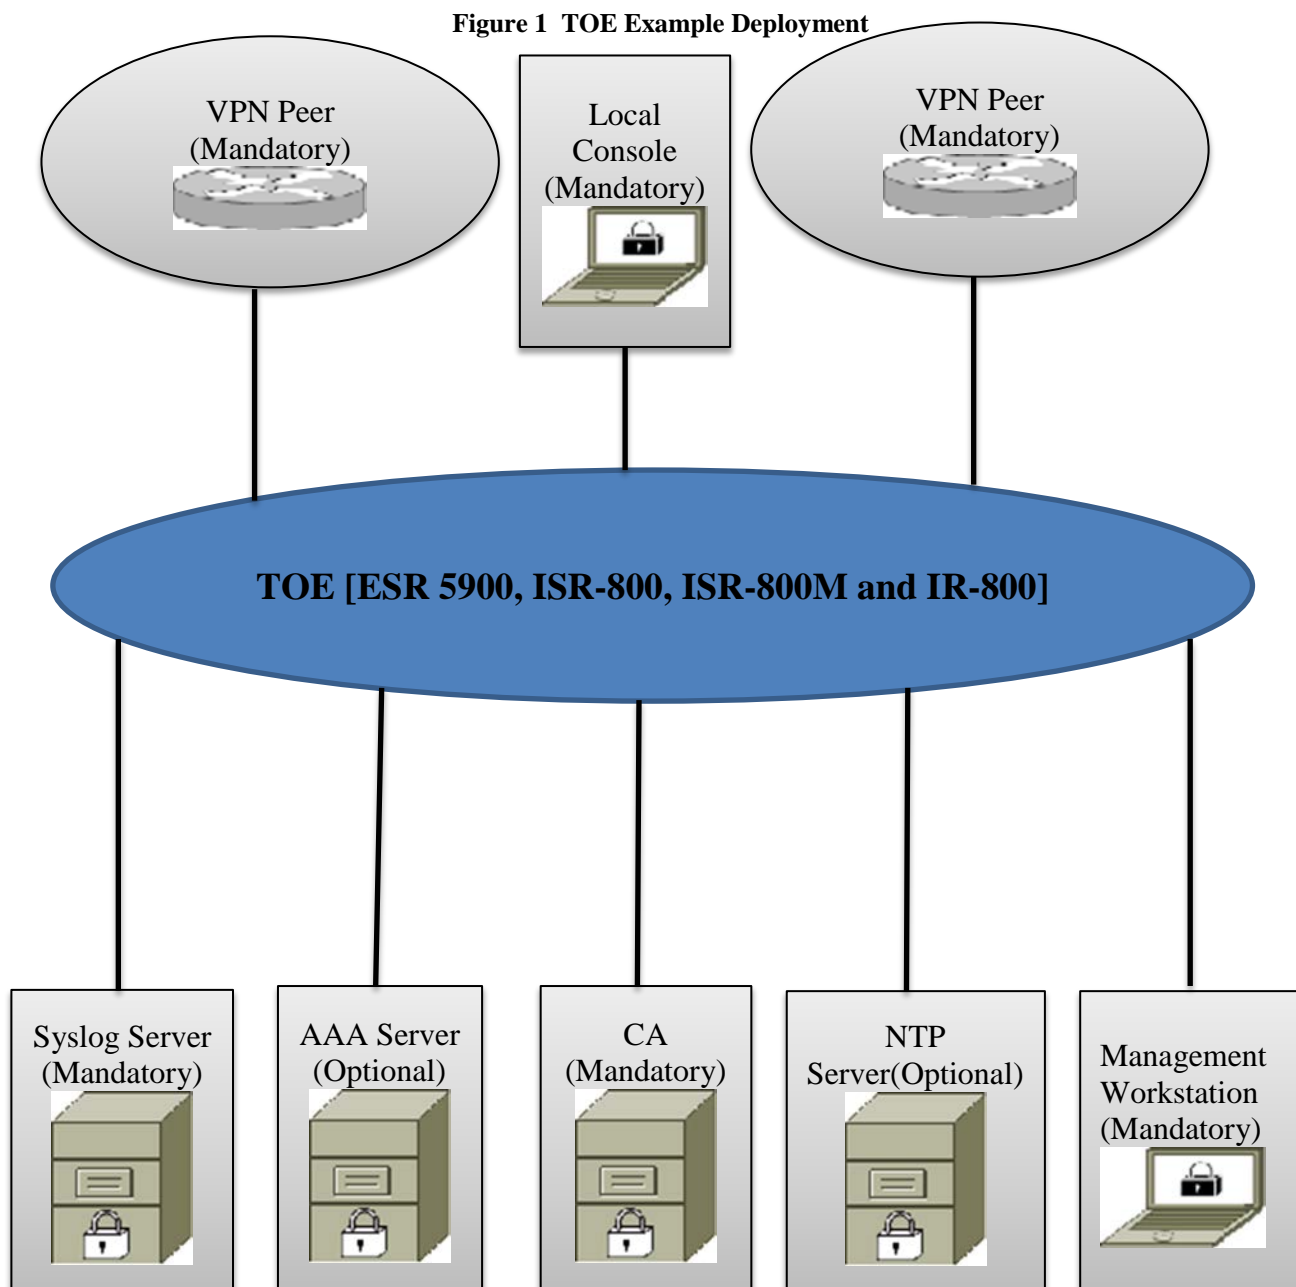 Figure 1  TOE Example Deployment
VPN Peer
(Mandatory)
Local
Console
(Mandatory)
VPN Peer
(Mandatory)
TOE [ESR 5900, ISR-800, ISR-800M and IR-800]
Syslog Server
(Mandatory)
AAA Server
(Optional)
CA
(Mandatory)
NTP
Server(Optional)
Management
Workstation
(Mandatory)